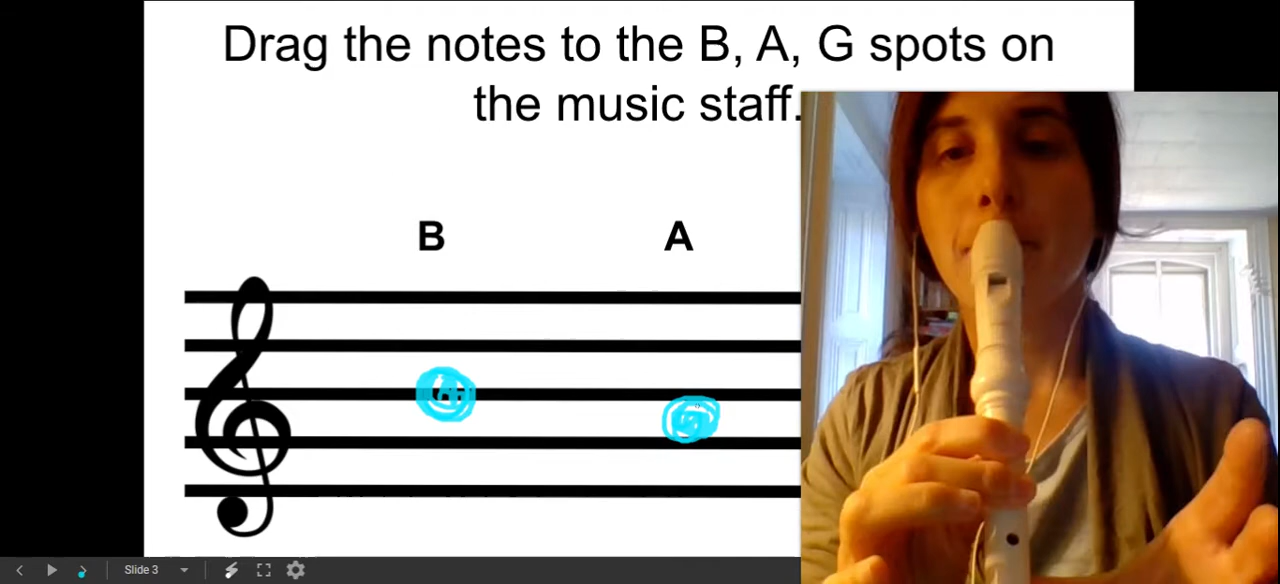 Drag the notes to the B, A, G spots on
the music staff.
B A
Slide 3